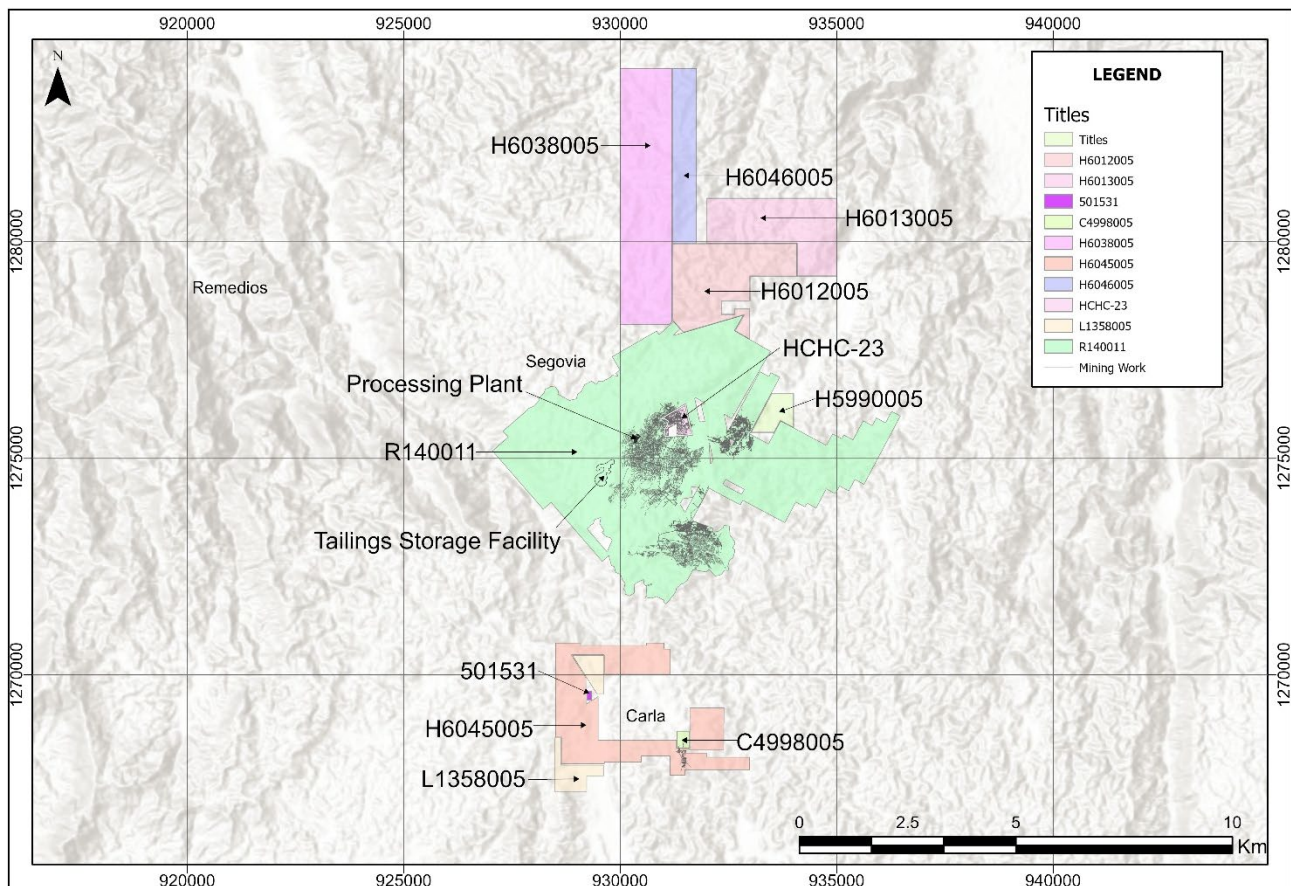 920000
925000
930000
935000
940000
N
LEGEND
Titles
Titles
H6012005
H6013005
501531
C4998005
H6038005
H6045005
H6046005
HCHC-23
L1358005
R140011
Mining Work
H6038005
H6046005
H6013005
1280000
1280000
Remedios
H6012005
HCHC-23
Segovia
Processing Plant
H5990005
R140011
1275000
1275000
Tailings Storage Facility
501531
1270000
1270000
H6045005
Carla
C4998005
L1358005
0
2.5
5
10
Km
920000
925000
930000
935000
940000